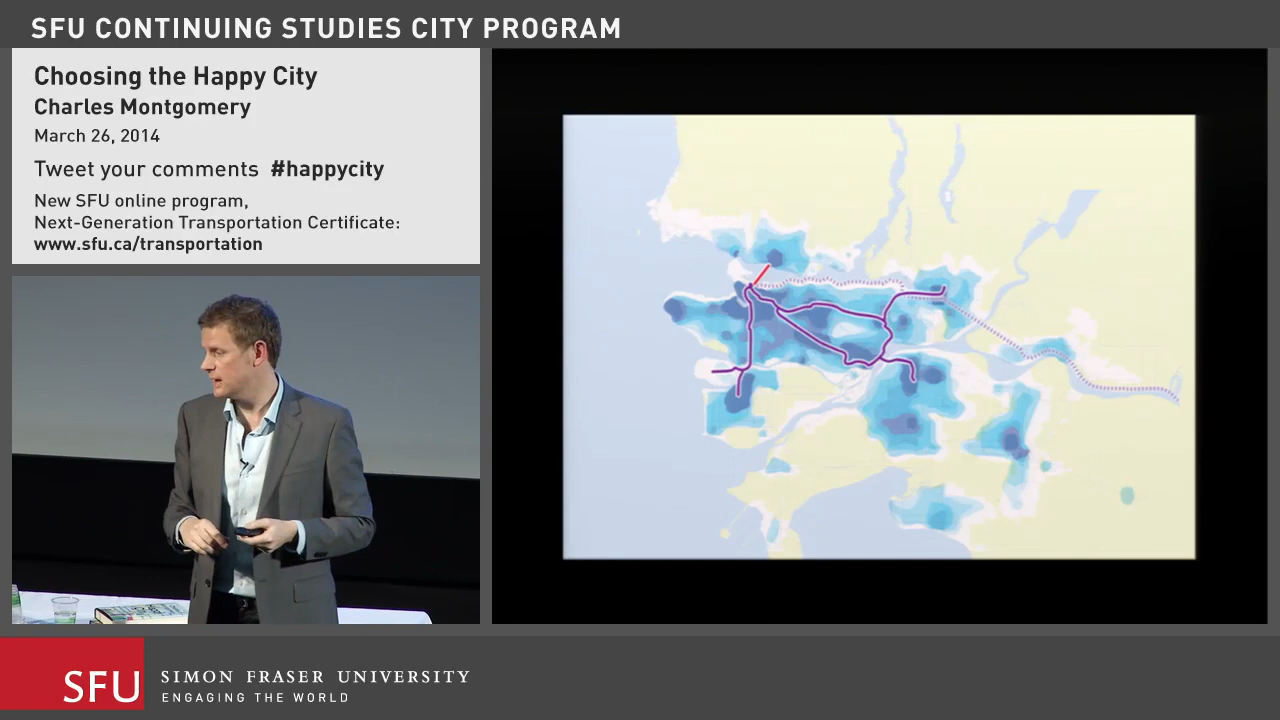 SFU CONTINUING STUDIES CITY PROGRAM
Choosing the Happy City
Charles Montgomery
March 26, 2014
Tweet your comments #happycity
New SFU online program,
Next-Generation Transportation Certificate:
www.sfu.ca/transportation
SFU
SIMON FRASER UNIVERSITY
ENGAGING THE WORLD